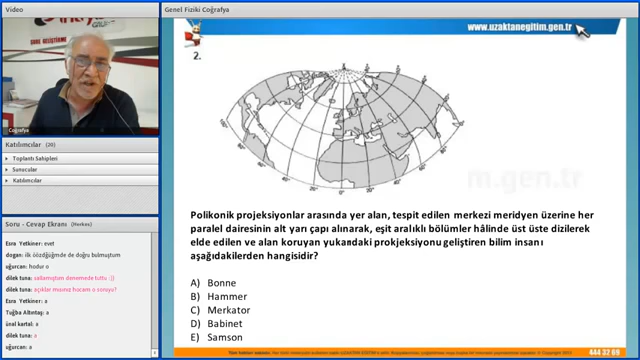 Video
Genel Fiziki Coğrafya
www.uzaktanegitim.gen.tr
2.
Coğrafya
Katılımcılar (20)
Toplantı Sahipleri
Sunucular
Katılımcılar
m.gen.tr
Soru - Cevap Ekranı (Herkes)
Esra Yetkiner: evet
dogan: ilk öözdğğmde de doğru bulmuştum
uğurcan: hodur o
dilek tuna: sallamıştım denemede tuttu :))
dilek tuna: açıklar mısınız hocam o soruyu?
Esra Yetkiner: a
Tuğba Altıntaş: a
ünal kartal: a
dilek tuna: a
uğurcan: a
Polikonik projeksiyonlar arasında yer alan, tespit edilen merkezi meridyen üzerine her
paralel dairesinin alt yarı çapı alınarak, eşit aralıklı bölümler hâlinde üst üste dizilerek
elde edilen ve alan koruyan yukarıdaki prokjeksiyonu geliştiren bilim insanı
aşağıdakilerden hangisidir?
A) Bonne
B) Hammer
C) Merkator
D) Babinet
E) Samson
444 32 69